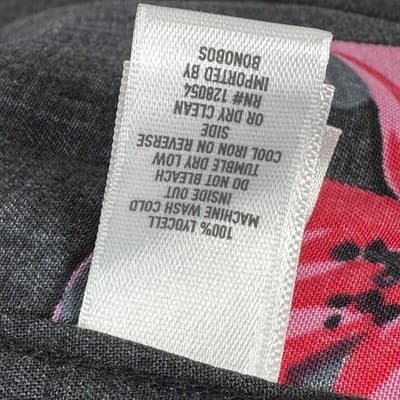 100% LYOCELL
MACHINE WASH COLD
INSIDE OUT
DO NOT BLEACH
TUMBLE DRY LOW
COOL IRON ON REVERSE
SIDE
OR DRY CLEAN
RN# 128054
IMPORTED BY
BONOBOS